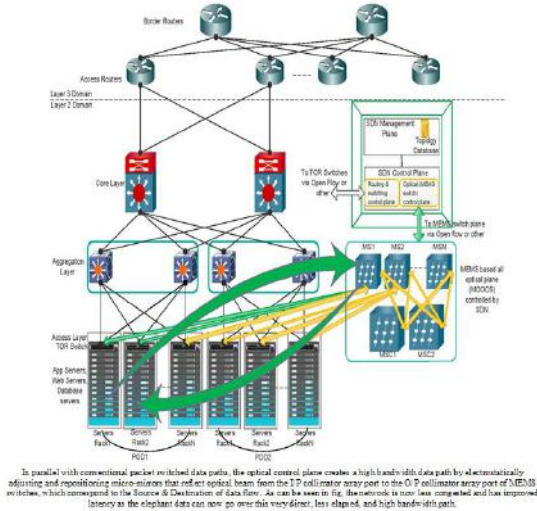 Border Routers
Access Routers
Layer 3 Domain
Layer 2 Domain
SDN Management
Plane
Topology
Database
SDN Control Plane
Routing &
switching
control plane
Optical (MEMS)
switch
control plane
To TOR Switches
via Open Flow or
other
Core Layer
To MEMS switch plane
via Open flow or other
MS1
MS2
MSN
Aggregation
Layer
MEMS based all
optical plane
controlled by
SDN
MSC1
MSC2
Access Layer
TOR Switch
App Servers,
Web Servers,
Database
servers
Servers
Rack1
Servers
Rack2
Servers
RackN
Servers
Rack1
Servers
Rack2
Servers
RackN
POD1
POD2
In parallel with conventional packet switched data paths, the optical control plane creates a high bandwidth data path by electrostatically
adjusting and repositioning micro-mirrors that reflect optical beam from the I/P collimator array port to the O/P collimator array port of MEMS
switches, which correspond to the Source & Destination of data flow. As can be seen in fig, the network is now less congested and has improved
latency as the elephant data can now go over this very direct, less elapsed, and high bandwidth path.